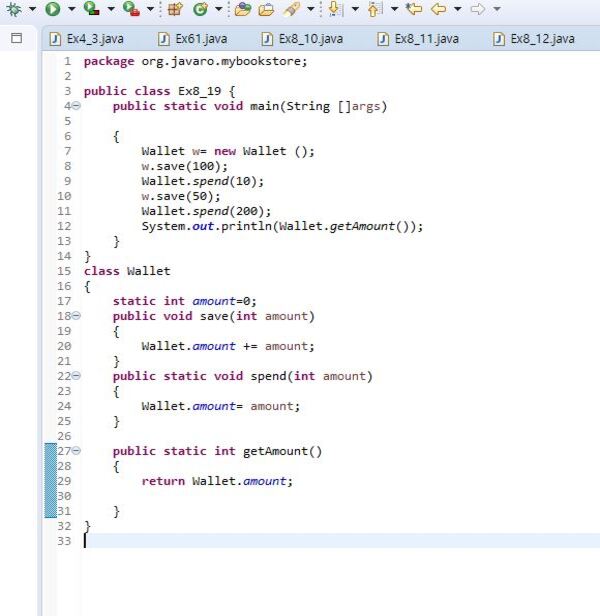 Ex4_3.java Ex61.java Ex8_10.java Ex8_11.java Ex8_12.java
1 package org.javaro.mybookstore;
2
3 public class Ex8_19 {
4 public static void main(String []args)
5
6 {
7 Wallet w= new Wallet ();
8 w.save(100);
9 Wallet.spend(10);
10 w.save(50);
11 Wallet.spend(200);
12 System.out.println(Wallet.getAmount());
13 }
14 }
15 class Wallet
16 {
17 static int amount=0;
18 public void save(int amount)
19 {
20 Wallet.amount += amount;
21 }
22 public static void spend(int amount)
23 {
24 Wallet.amount= amount;
25 }
26
27 public static int getAmount()
28 {
29 return Wallet.amount;
30
31 }
32 }
33